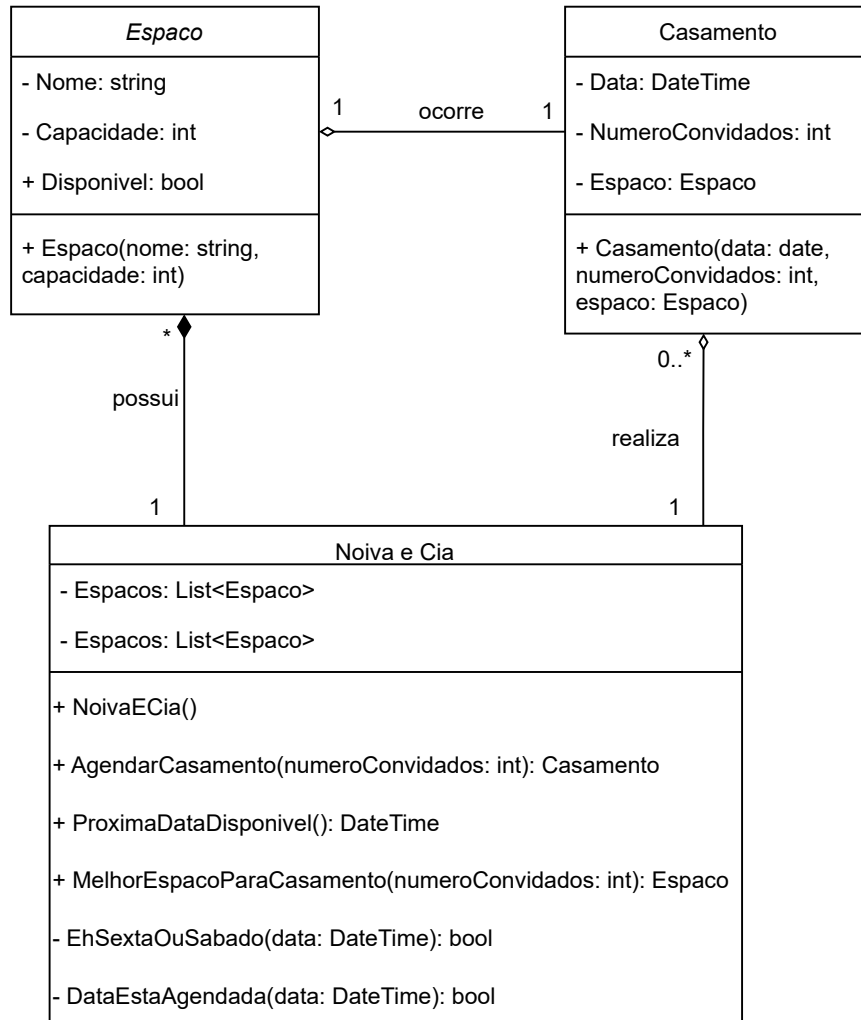 Espaco
- Nome: string
- Capacidade: int
+ Disponivel: bool
+ Espaco(nome: string,
capacidade: int)
1
ocorre
1
Casamento
- Data: DateTime
- NumeroConvidados: int
- Espaco: Espaco
+ Casamento(data: date,
numeroConvidados: int,
espaco: Espaco)
*
possui
1
0..*
realiza
1
Noiva e Cia
- Espacos: List<Espaco>
- Espacos: List<Espaco>
+ NoivaECia()
+ AgendarCasamento(numeroConvidados: int): Casamento
+ ProximaDataDisponivel(): DateTime
+ MelhorEspacoParaCasamento(numeroConvidados: int): Espaco
- EhSextaOuSabado(data: DateTime): bool
- DataEstaAgendada(data: DateTime): bool